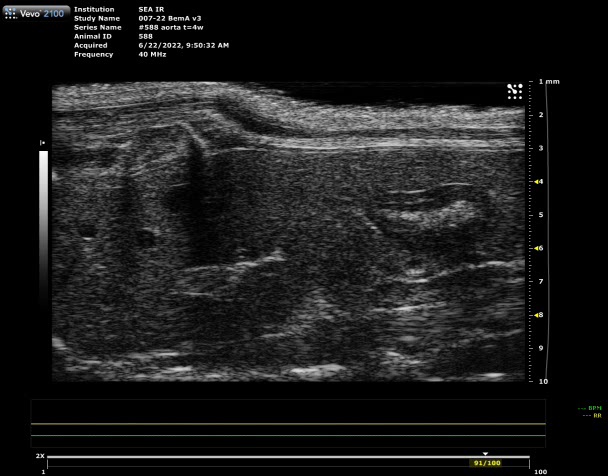 Vevo 2100
Institution SEA IR
Study Name 007-22 BemA v3
Series Name #588 aorta t=4w
Animal ID 588
Acquired 6/22/2022, 9:50:32 AM
Frequency 40 MHz
1 mm
2
3
4
5
6
7
8
9
10
--- BPM
--- RR
2X
91/100
1
100